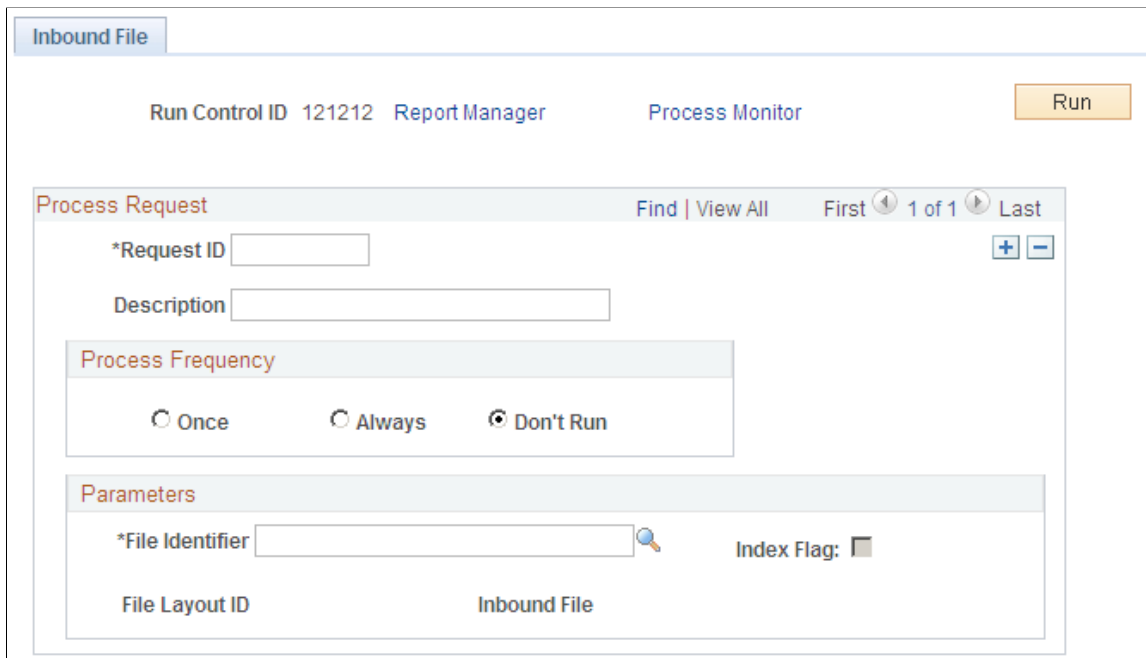 Inbound File
Run Control ID 121212 Report Manager Process Monitor Run
Process Request Find | View All First 1 of 1 Last
*Request ID
Description
Process Frequency
Once Always Don't Run
Parameters
*File Identifier Index Flag:
File Layout ID Inbound File